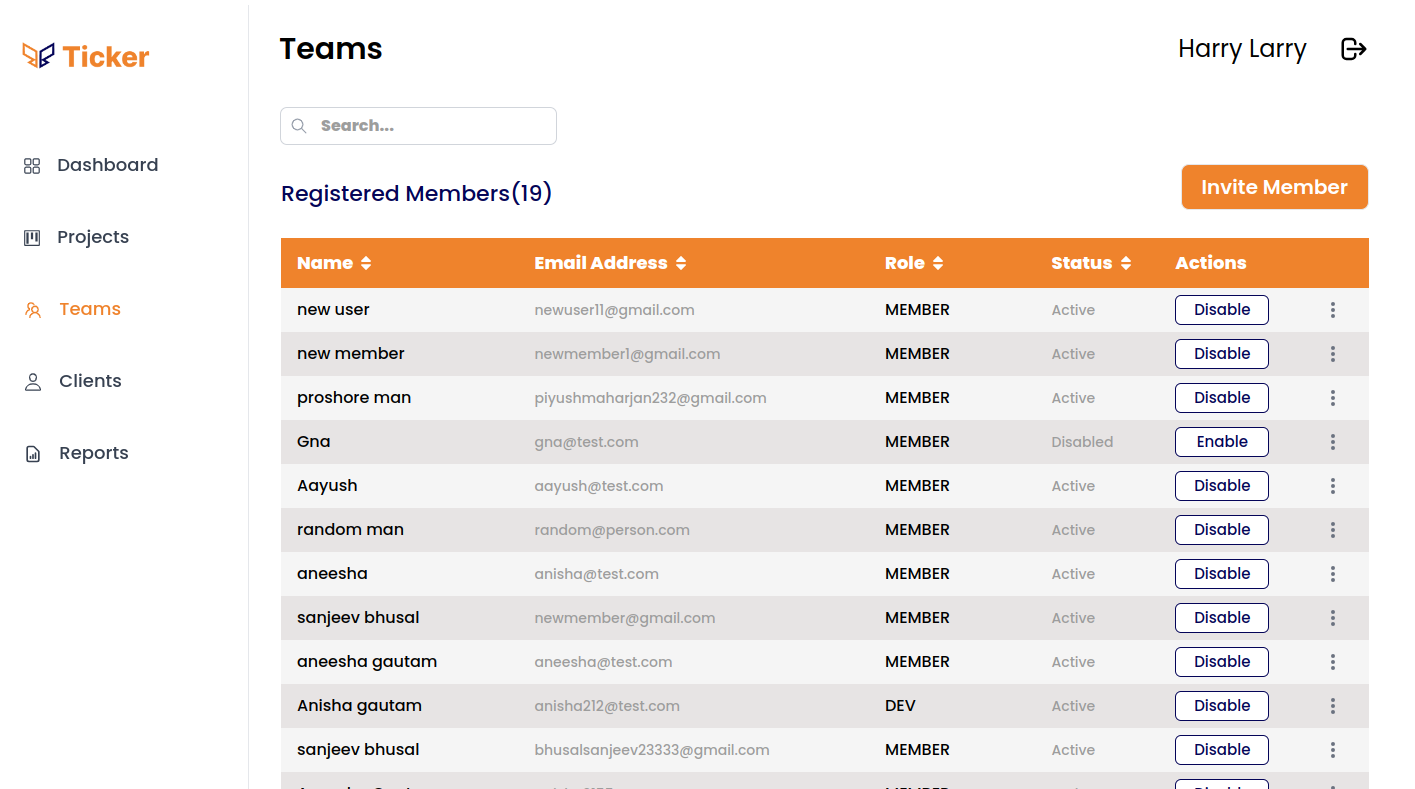 Ticker
Teams
Harry Larry
Search...
Dashboard
Projects
Teams
Clients
Reports
Registered Members(19)
Invite Member
Name Email Address Role Status Actions
new user newuser11@gmail.com MEMBER Active Disable
new member newmember1@gmail.com MEMBER Active Disable
proshore man piyushmaharjan232@gmail.com MEMBER Active Disable
Gna gna@test.com MEMBER Disabled Enable
Aayush aayush@test.com MEMBER Active Disable
random man random@person.com MEMBER Active Disable
aneesha anisha@test.com MEMBER Active Disable
sanjeev bhusal newmember@gmail.com MEMBER Active Disable
aneesha gautam aneesha@test.com MEMBER Active Disable
Anisha gautam anisha212@test.com DEV Active Disable
sanjeev bhusal bhusalsanjeev23333@gmail.com MEMBER Active Disable